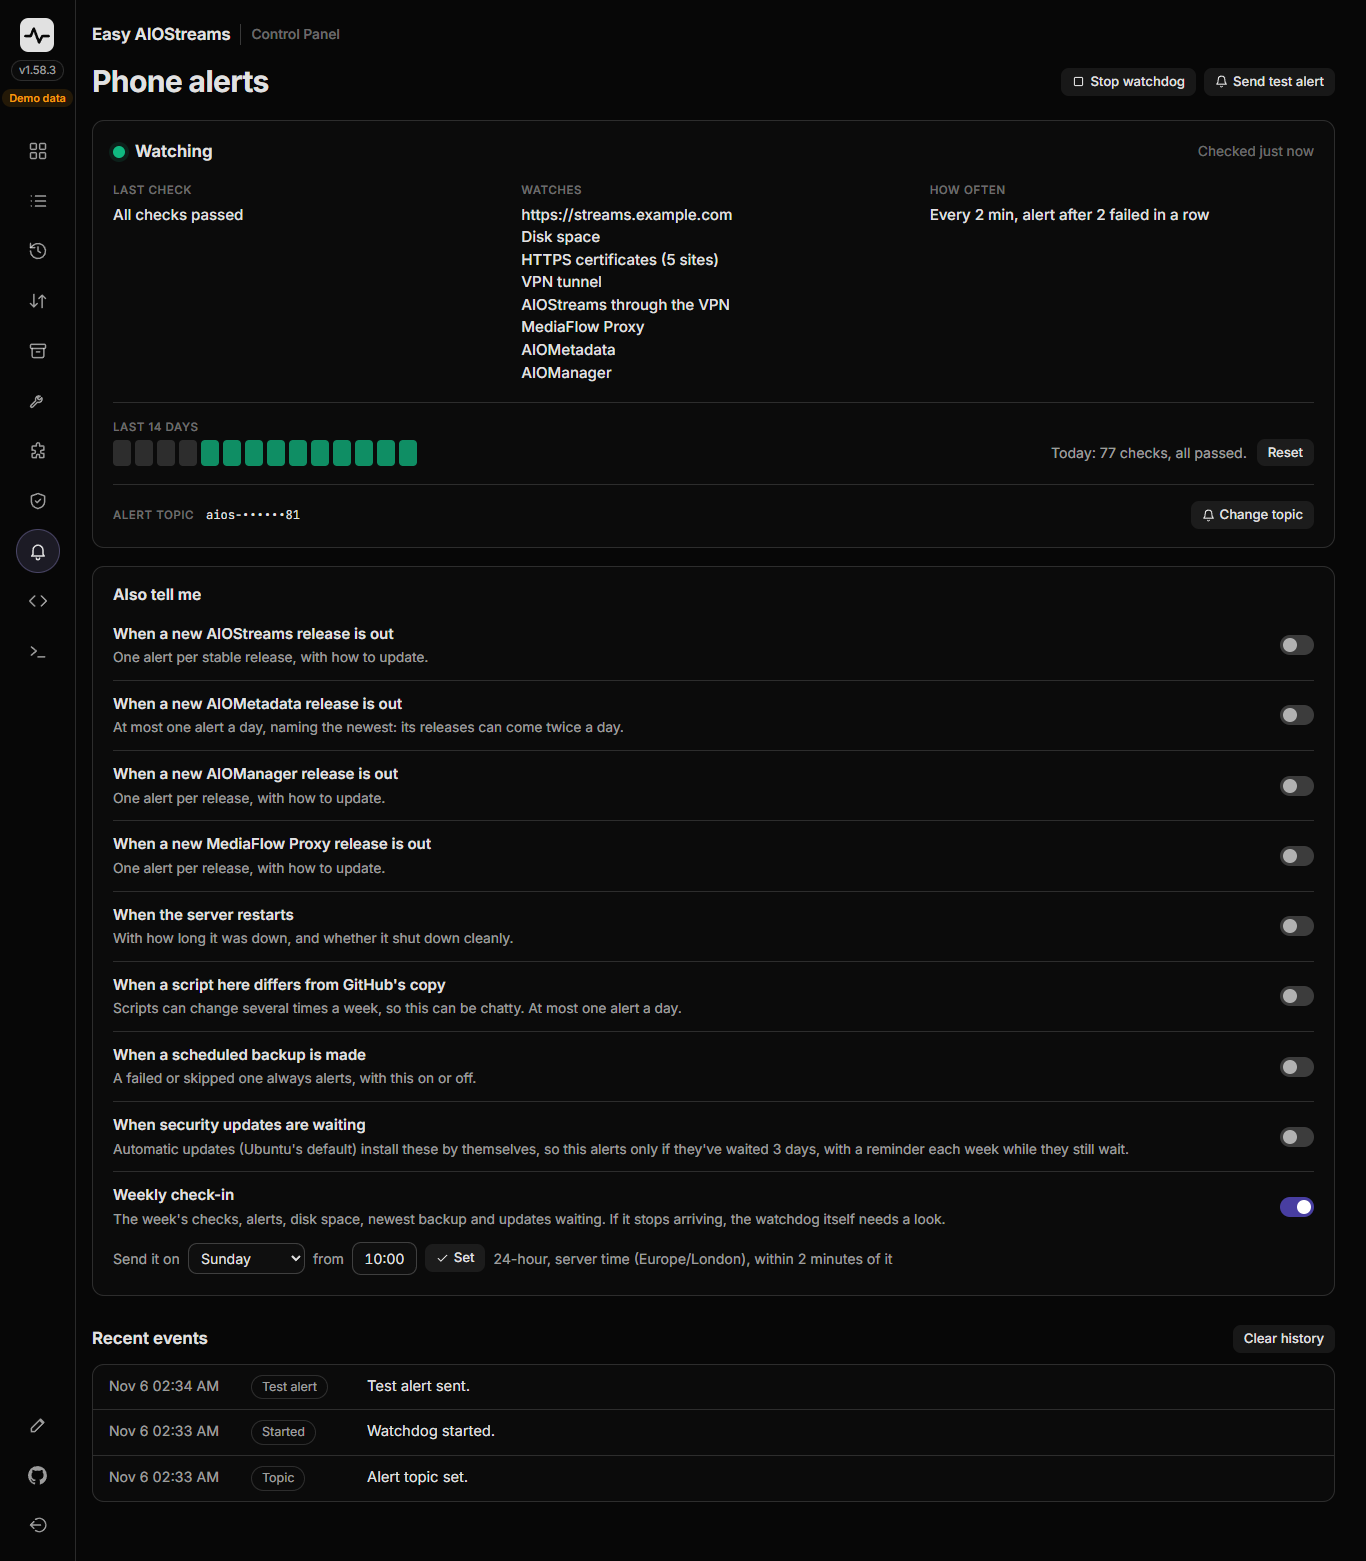 Easy AIOStreams
Control Panel
v1.58.3
Demo data
Phone alerts
Stop watchdog
Send test alert
Watching
Checked just now
LAST CHECK
All checks passed
WATCHES
https://streams.example.com
Disk space
HTTPS certificates (5 sites)
VPN tunnel
AIOStreams through the VPN
MediaFlow Proxy
AIOMetadata
AIOManager
HOW OFTEN
Every 2 min, alert after 2 failed in a row
LAST 14 DAYS
Today: 77 checks, all passed.
Reset
ALERT TOPIC aios-••••••81
Change topic
Also tell me
When a new AIOStreams release is out
One alert per stable release, with how to update.
When a new AIOMetadata release is out
At most one alert a day, naming the newest: its releases can come twice a day.
When a new AIOManager release is out
One alert per release, with how to update.
When a new MediaFlow Proxy release is out
One alert per release, with how to update.
When the server restarts
With how long it was down, and whether it shut down cleanly.
When a script here differs from GitHub's copy
Scripts can change several times a week, so this can be chatty. At most one alert a day.
When a scheduled backup is made
A failed or skipped one always alerts, with this on or off.
When security updates are waiting
Automatic updates (Ubuntu's default) install these by themselves, so this alerts only if they've waited 3 days, with a reminder each week while they still wait.
Weekly check-in
The week's checks, alerts, disk space, newest backup and updates waiting. If it stops arriving, the watchdog itself needs a look.
Send it on Sunday from 10:00 Set 24-hour, server time (Europe/London), within 2 minutes of it
Recent events
Clear history
Nov 6 02:34 AM Test alert Test alert sent.
Nov 6 02:33 AM Started Watchdog started.
Nov 6 02:33 AM Topic Alert topic set.